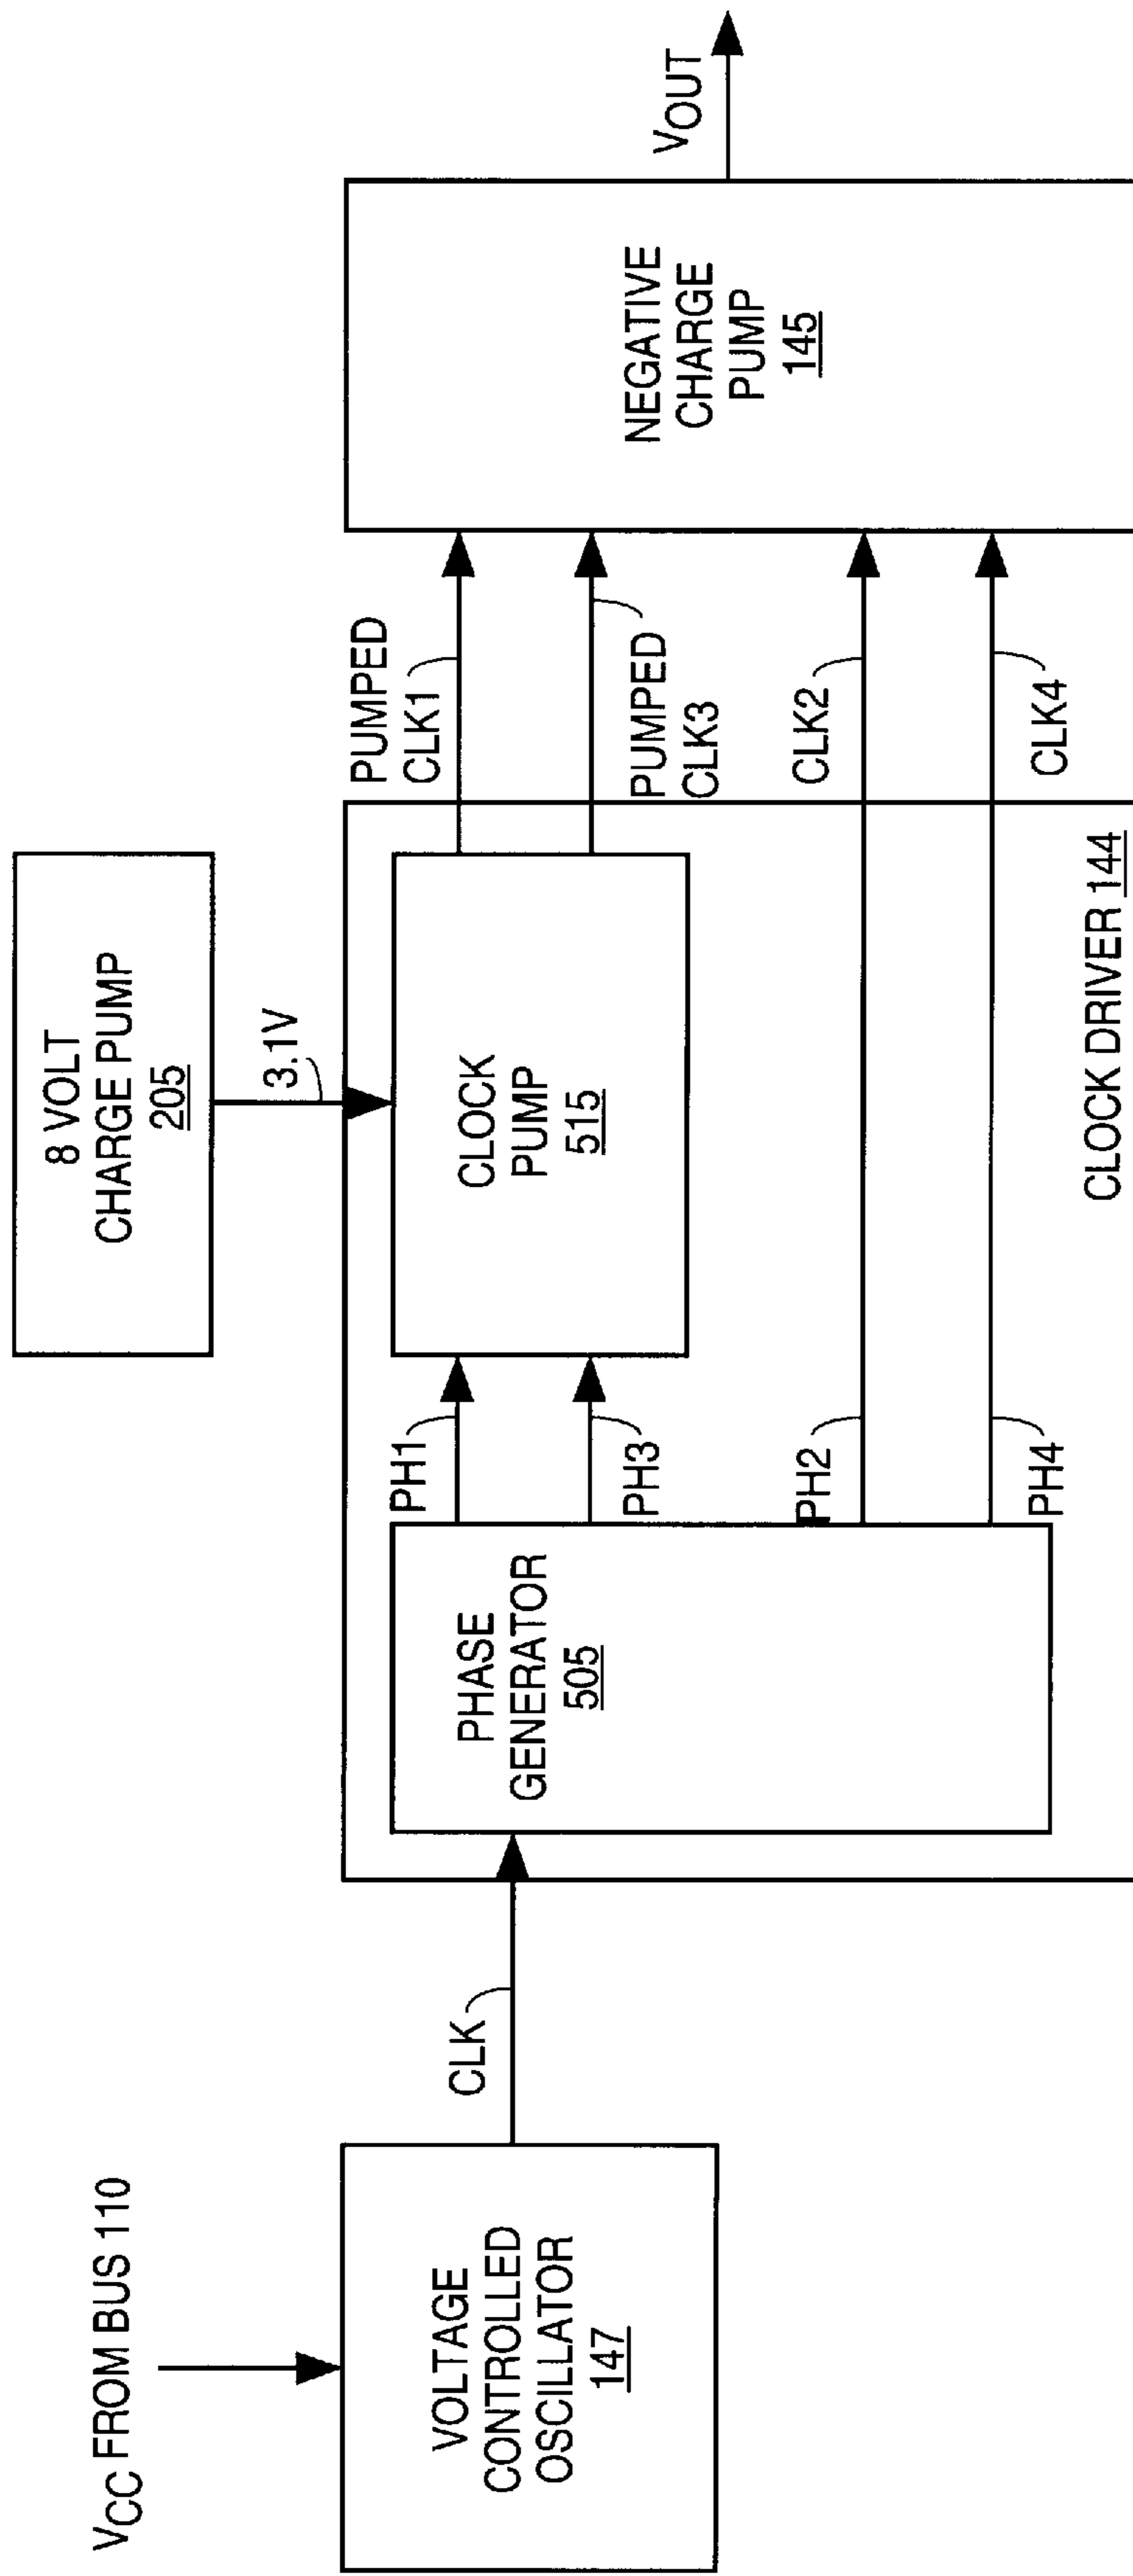 VCC FROM BUS 110
VOLTAGE
CONTROLLED
OSCILLATOR
147
CLK
PHASE
GENERATOR
505
PH1
PH3
PH2
PH4
8 VOLT
CHARGE PUMP
205
3.1V
CLOCK
PUMP
515
CLOCK DRIVER 144
PUMPED
CLK1
PUMPED
CLK3
CLK2
CLK4
NEGATIVE
CHARGE
PUMP
145
VOUT